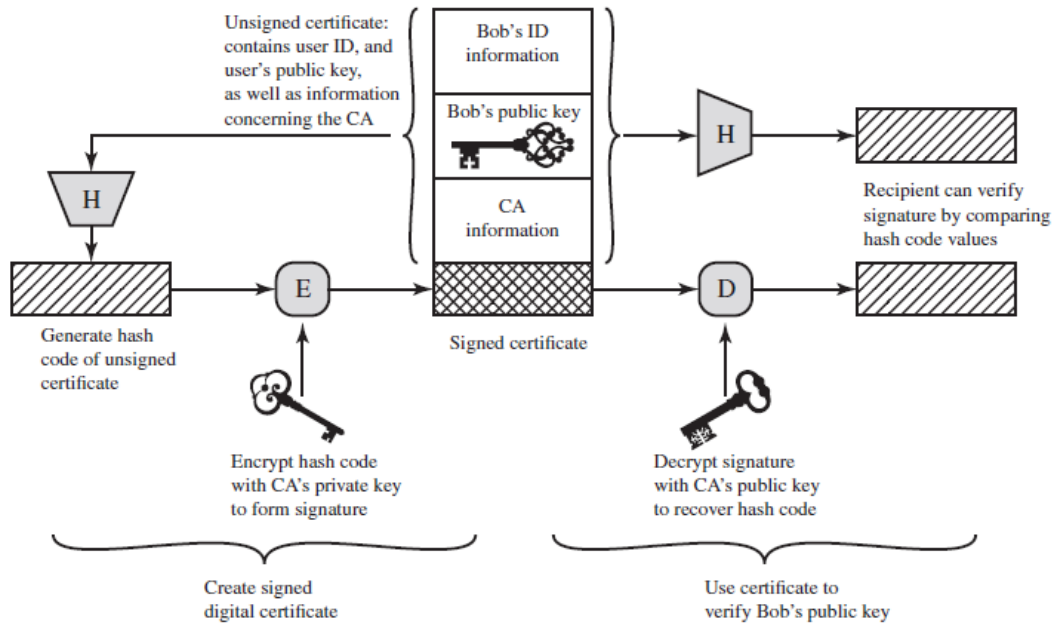 Unsigned certificate:
contains user ID, and
user's public key,
as well as information
concerning the CA
Bob's ID
information
Bob's public key
CA
information
H
H
Recipient can verify
signature by comparing
hash code values
E
D
Generate hash
code of unsigned
certificate
Signed certificate
Encrypt hash code
with CA's private key
to form signature
Decrypt signature
with CA's public key
to recover hash code
Create signed
digital certificate
Use certificate to
verify Bob's public key